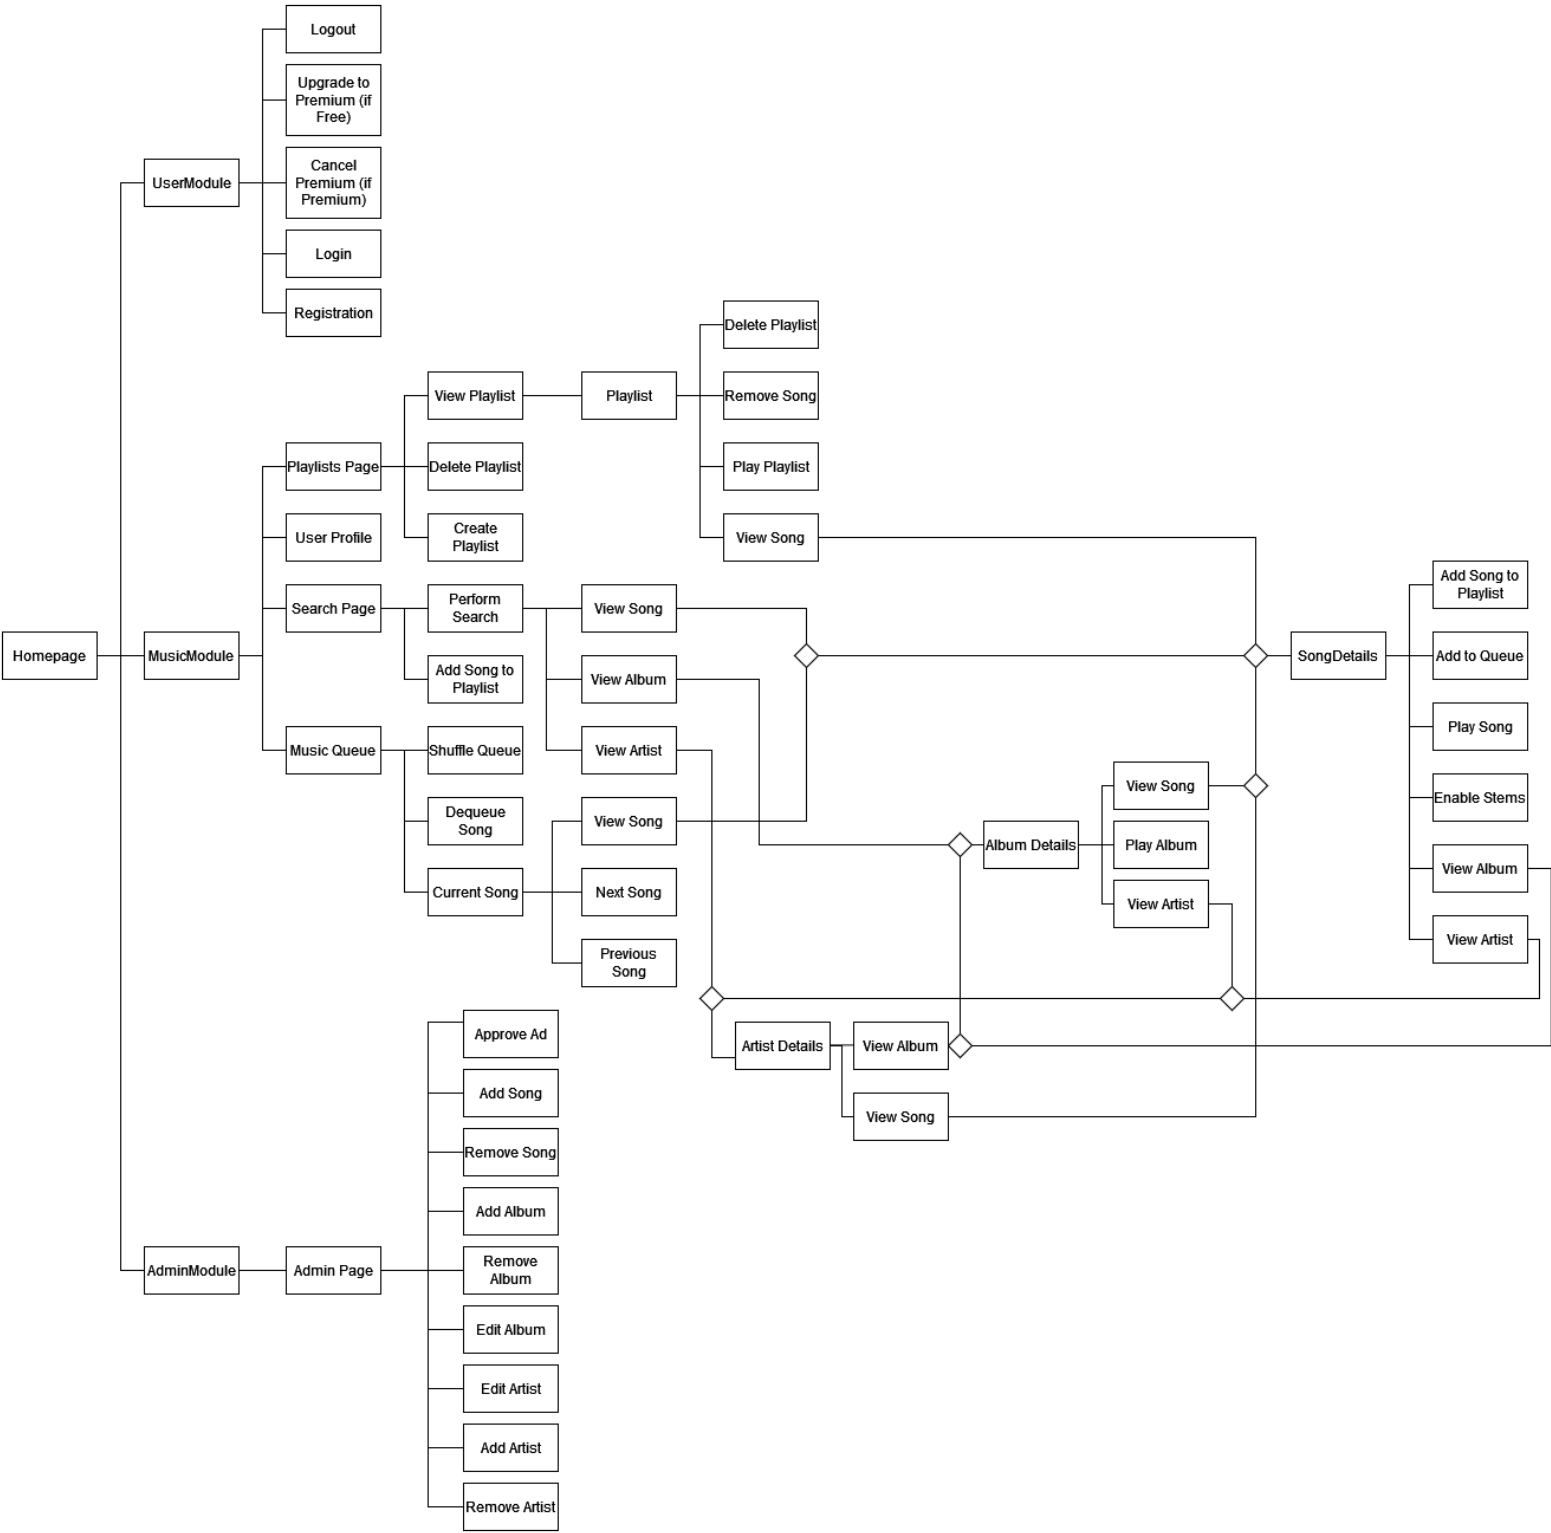 Logout
Upgrade to
Premium (if
Free)
Cancel
Premium (if
Premium)
UserModule
Login
Registration
Delete Playlist
View Playlist
Playlist
Remove Song
Playlists Page
Delete Playlist
Play Playlist
User Profile
Create
Playlist
View Song
Search Page
Perform
Search
View Song
Add Song to
Playlist
Homepage
MusicModule
SongDetails
Add to Queue
Add Song to
Playlist
View Album
Play Song
Music Queue
Shuffle Queue
View Artist
View Song
Enable Stems
Dequeue
Song
View Song
Album Details
Play Album
View Album
Current Song
Next Song
View Artist
View Artist
Previous
Song
Approve Ad
Artist Details
View Album
Add Song
View Song
Remove Song
Add Album
AdminModule
Admin Page
Remove
Album
Edit Album
Edit Artist
Add Artist
Remove Artist